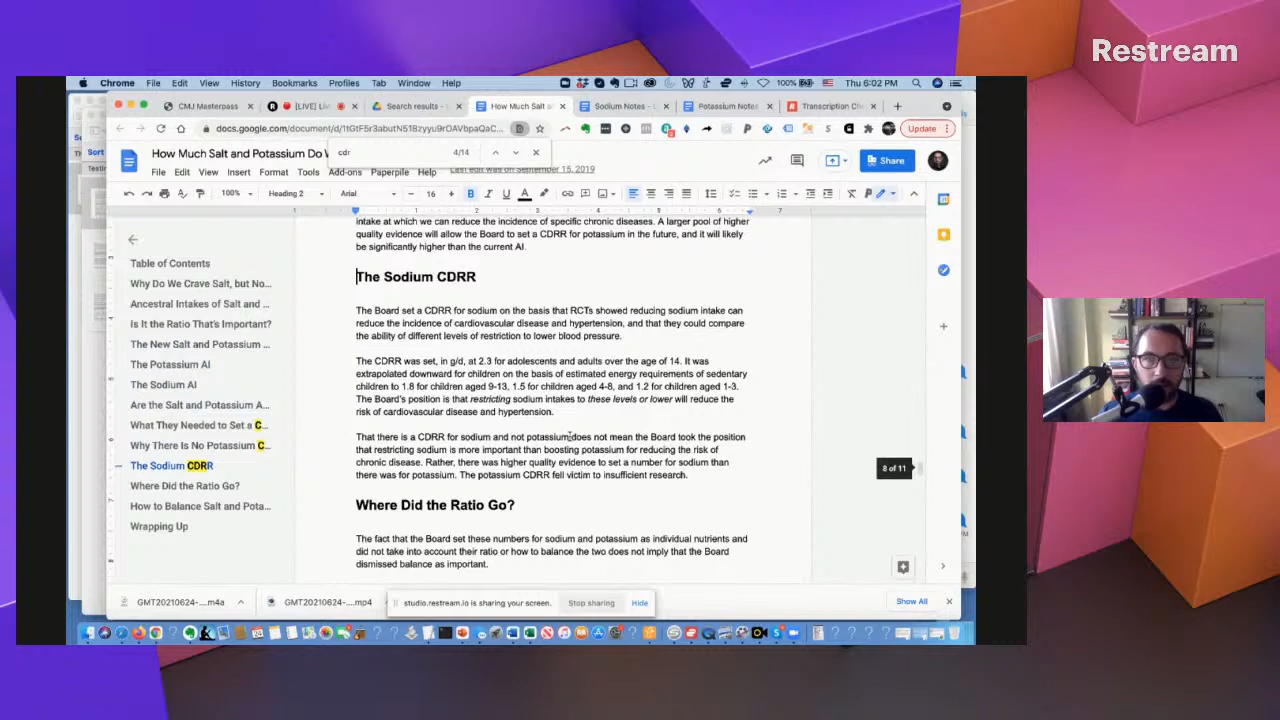 Restream
Chrome File Edit View History Bookmarks Profiles Tab Window Help 100% Thu 6:02 PM
CMJ Masterpass [LIVE] Search results - How Much Salt a Sodium Notes - Potassium Notes Transcription
docs.google.com/document/d/ Update
Sort
cdr 4/14
How Much Salt and Potassium Do
Last edit was on September 15, 2019
Share
File Edit View Insert Format Tools Add-ons Paperpile Help
100% Heading 2 Arial 16 B I U A
intake at which we can reduce the incidence of specific chronic diseases. A larger pool of higher
quality evidence will allow the Board to set a CDRR for potassium in the future, and it will likely
be significantly higher than the current AI.
Table of Contents
Why Do We Crave Salt, but No...
Ancestral Intakes of Salt and ...
Is It the Ratio That's Important?
The New Salt and Potassium ...
The Potassium AI
The Sodium AI
Are the Salt and Potassium A...
What They Needed to Set a C...
Why There Is No Potassium C...
The Sodium CDRR
Where Did the Ratio Go?
How to Balance Salt and Pota...
Wrapping Up
The Sodium CDRR
The Board set a CDRR for sodium on the basis that RCTs showed reducing sodium intake can
reduce the incidence of cardiovascular disease and hypertension, and that they could compare
the ability of different levels of restriction to lower blood pressure.
The CDRR was set, in g/d, at 2.3 for adolescents and adults over the age of 14. It was
extrapolated downward for children on the basis of estimated energy requirements of sedentary
children to 1.8 for children aged 9-13, 1.5 for children aged 4-8, and 1.2 for children aged 1-3.
The Board's position is that restricting sodium intakes to these levels or lower will reduce the
risk of cardiovascular disease and hypertension.
That there is a CDRR for sodium and not potassium does not mean the Board took the position
that restricting sodium is more important than boosting potassium for reducing the risk of
chronic disease. Rather, there was higher quality evidence to set a number for sodium than
there was for potassium. The potassium CDRR fell victim to insufficient research.
8 of 11
Where Did the Ratio Go?
The fact that the Board set these numbers for sodium and potassium as individual nutrients and
did not take into account their ratio or how to balance the two does not imply that the Board
dismissed balance as important.
GMT20210624-....m4a GMT20210624-....mp4 studio.restream.io is sharing your screen. Stop sharing Hide Show All